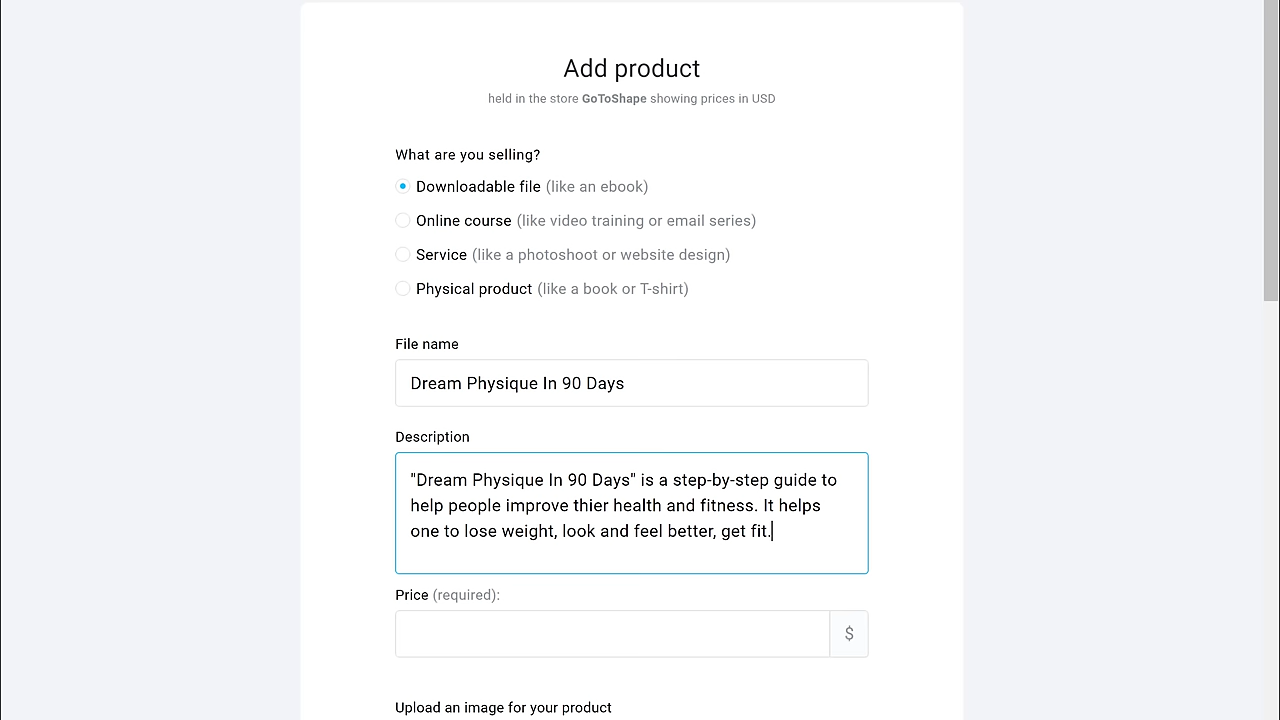 Add product
held in the store GoToShape showing prices in USD
What are you selling?
Downloadable file (like an ebook)
Online course (like video training or email series)
Service (like a photoshoot or website design)
Physical product (like a book or T-shirt)
File name
Dream Physique In 90 Days
Description
"Dream Physique In 90 Days" is a step-by-step guide to
help people improve thier health and fitness. It helps
one to lose weight, look and feel better, get fit.
Price (required):
$
Upload an image for your product